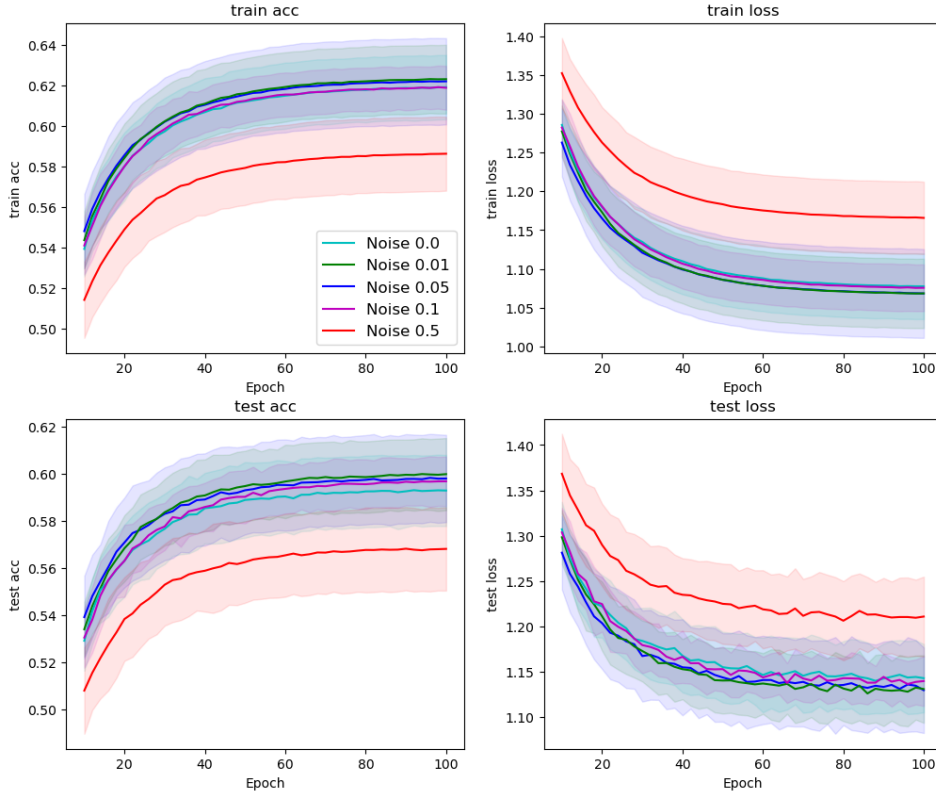 train acc
train acc
0.64
0.62
0.60
0.58
0.56
0.54
0.52
0.50
Noise 0.0
Noise 0.01
Noise 0.05
Noise 0.1
Noise 0.5
20 40 60 80 100
Epoch
train loss
train loss
1.40
1.35
1.30
1.25
1.20
1.15
1.10
1.05
1.00
20 40 60 80 100
Epoch
test acc
test acc
0.62
0.60
0.58
0.56
0.54
0.52
0.50
20 40 60 80 100
Epoch
test loss
test loss
1.40
1.35
1.30
1.25
1.20
1.15
1.10
20 40 60 80 100
Epoch